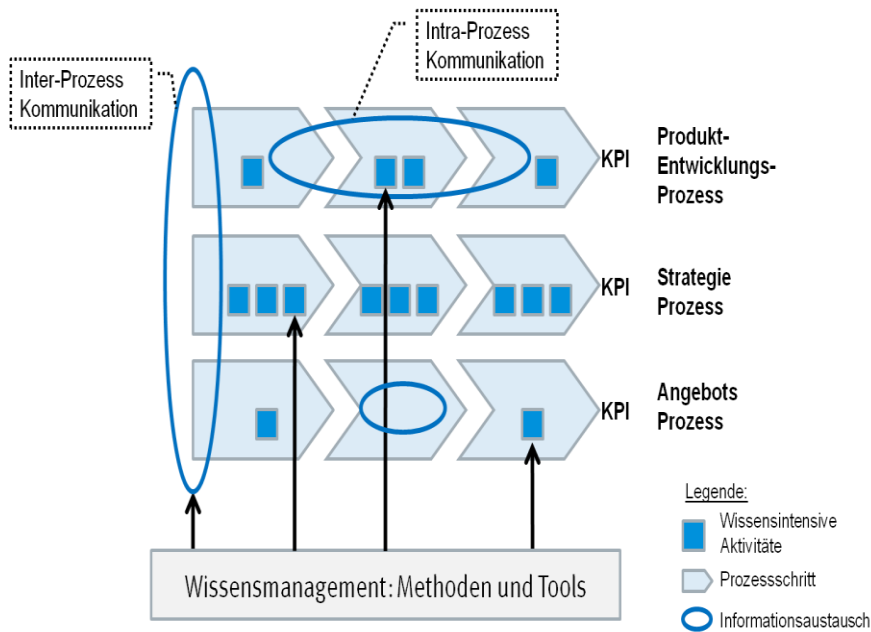 Intra-Prozess
Kommunikation
Inter-Prozess
Kommunikation
KPI
Produkt-
Entwicklungs-
Prozess
KPI
Strategie
Prozess
KPI
Angebots
Prozess
Legende:
Wissensintensive
Aktivitäte
Prozessschritt
Informationsaustausch
Wissensmanagement: Methoden und Tools